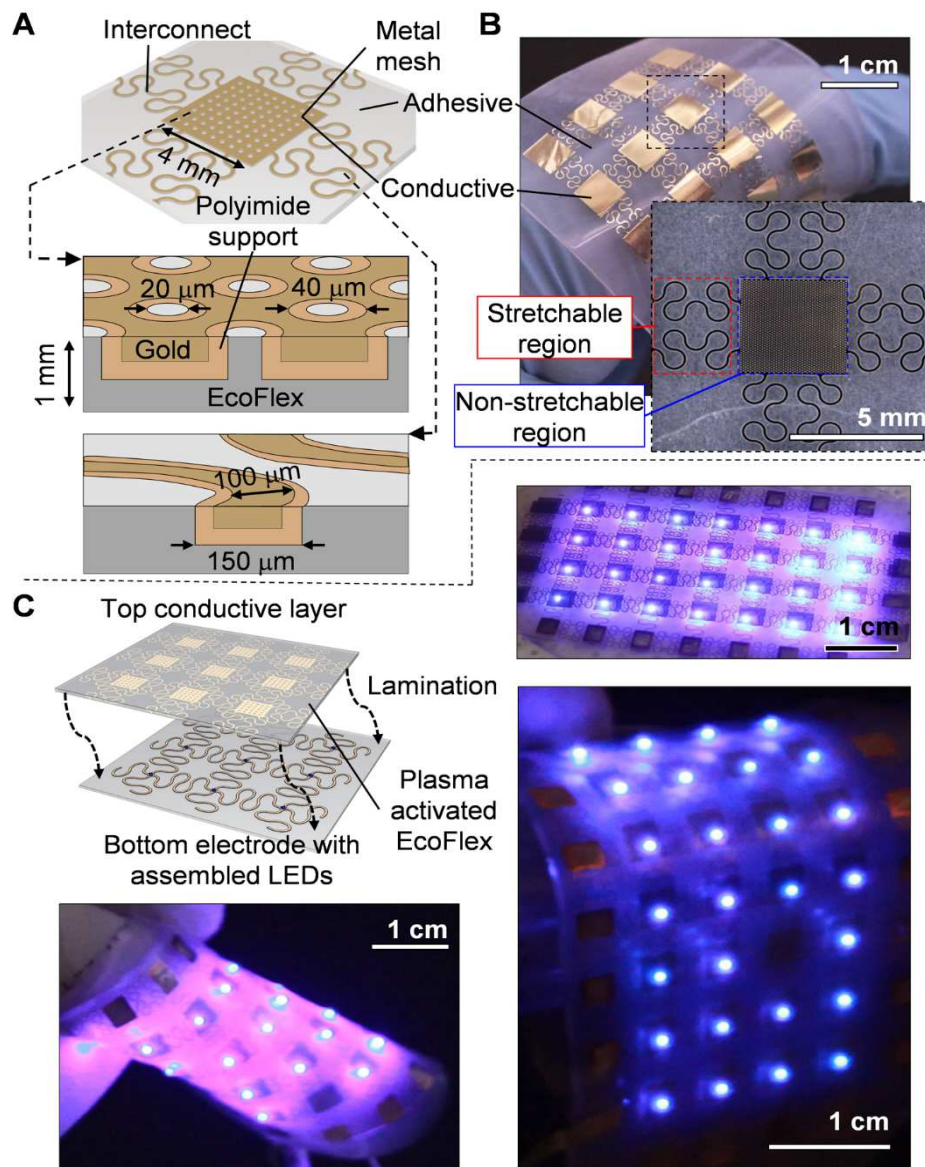 A
Interconnect
Metal
mesh
Adhesive
Conductive
4 mm
Polyimide
support
20 μm
40 μm
Gold
1 mm
EcoFlex
100 μm
150 μm
B
1 cm
Stretchable
region
Non-stretchable
region
5 mm
1 cm
C
Top conductive layer
Lamination
Plasma
activated
EcoFlex
Bottom electrode with
assembled LEDs
1 cm
1 cm